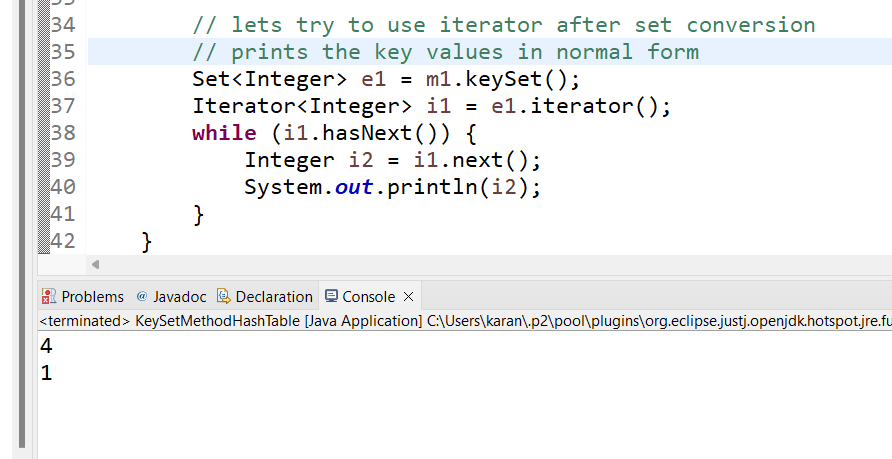 34 // lets try to use iterator after set conversion
35 // prints the key values in normal form
36 Set<Integer> e1 = m1.keySet();
37 Iterator<Integer> i1 = e1.iterator();
38 while (i1.hasNext()) {
39 Integer i2 = i1.next();
40 System.out.println(i2);
41 }
42 }
Problems @ Javadoc Declaration Console
<terminated> KeySetMethodHashTable [Java Application] C:\Users\karan\.p2\pool\plugins\org.eclipse.justj.openjdk.hotspot.jre.fu
4
1